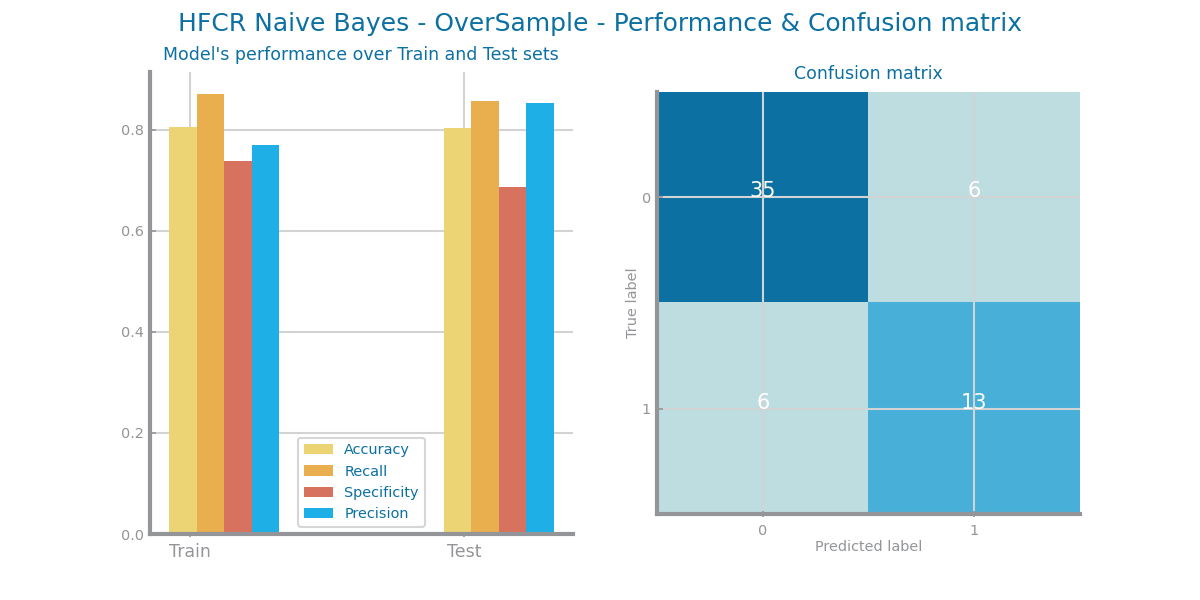 HFCR Naive Bayes - OverSample - Performance & Confusion matrix
Model's performance over Train and Test sets
0.8
0.6
0.4
0.2
0.0
Train
Test
Accuracy
Recall
Specificity
Precision
Confusion matrix
True label
0
1
35
6
6
13
0
1
Predicted label